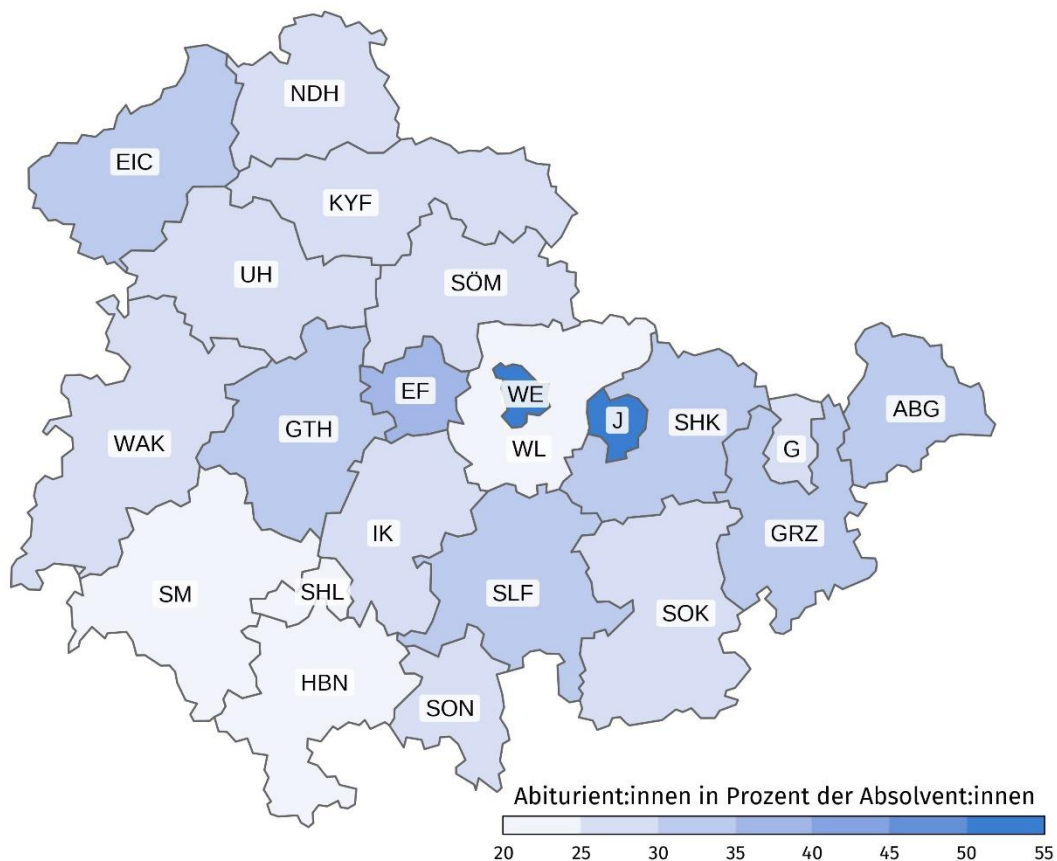 NDH
EIC
KYF
UH
SÖM
EF
WE
ABG
J
SHK
GTH
WAK
WL
G
IK
GRZ
SM
SHL
SLF
SOK
HBN
SON
Abiturient:innen in Prozent der Absolvent:innen
20 25 30 35 40 45 50 55